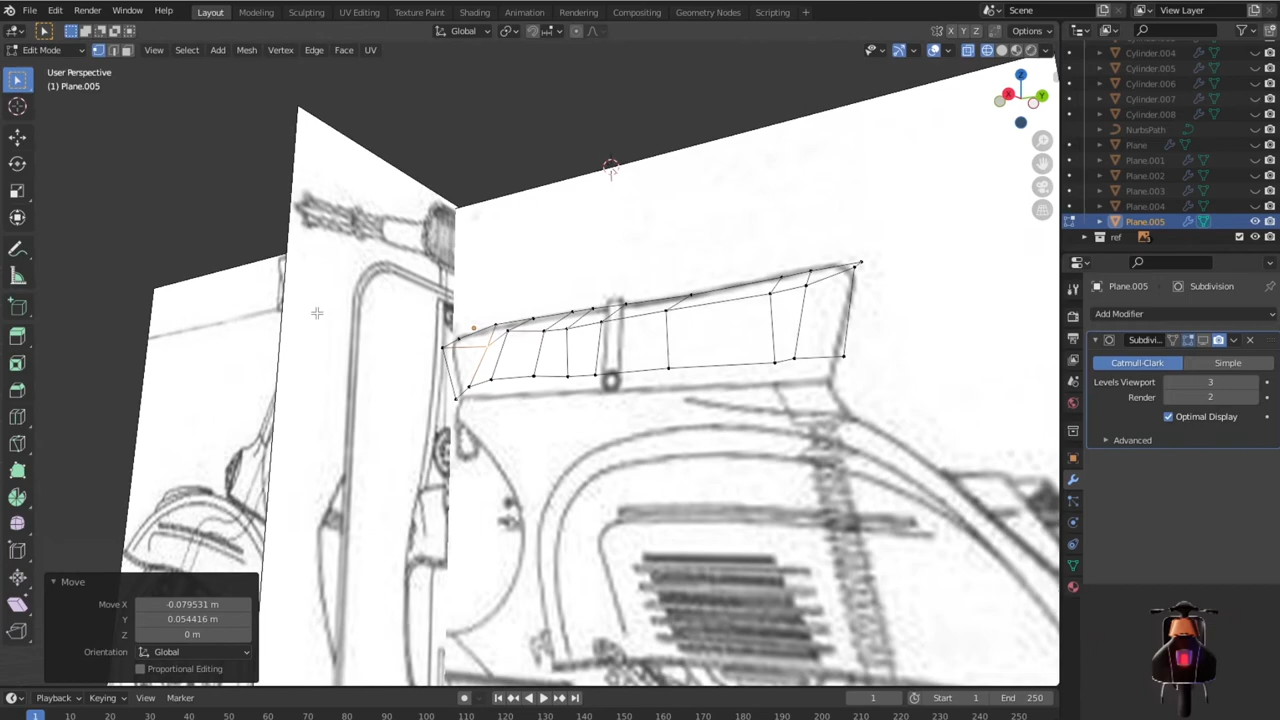 File Edit Render Window Help Layout Modeling Sculpting UV Editing Texture Paint Shading Animation Rendering Compositing Geometry Nodes Scripting + Scene View Layer
Global X Y Z Options
Edit Mode View Select Add Mesh Vertex Edge Face UV
User Perspective
(1) Plane.005
Z
X Y
Cylinder.004
Cylinder.005
Cylinder.006
Cylinder.007
Cylinder.008
NurbsPath
Plane
Plane.001
Plane.002
Plane.003
Plane.004
Plane.005
ref
Plane.005 > Subdivision
Add Modifier
Subdivi...
Catmull-Clark Simple
Levels Viewport 3
Render 2
Optimal Display
Advanced
Move
Move X -0.079531 m
Y 0.054416 m
Z 0 m
Orientation Global
Proportional Editing
Playback Keying View Marker 1 Start 1 End 250
1 10 20 30 40 50 60 70 80 90 100 110 120 130 140 150 160 170 180 190 200 210 220 230 240 250